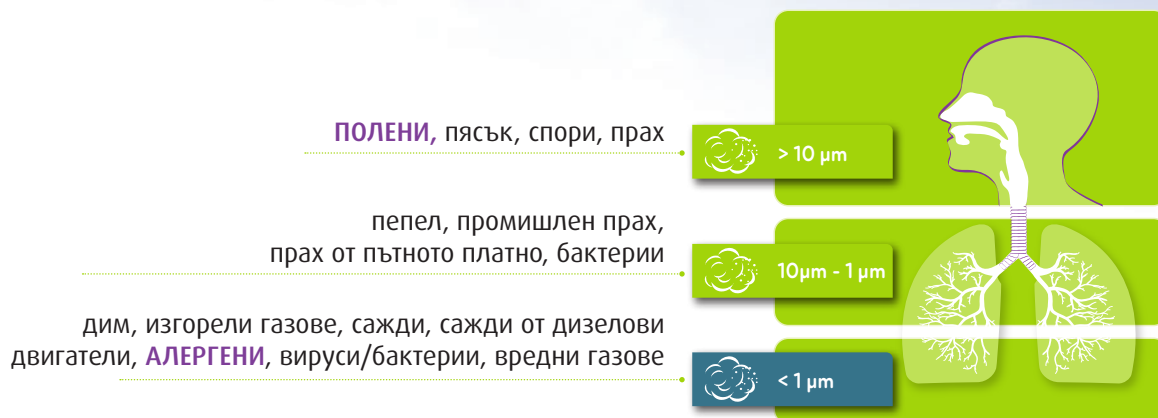 ПОЛЕНИ, пясък, спори, прах
> 10 µm
пепел, промишлен прах,
прах от пътното платно, бактерии
10µm - 1 µm
дим, изгорели газове, сажди, сажди от дизелови
двигатели, АЛЕРГЕНИ, вируси/бактерии, вредни газове
< 1 µm